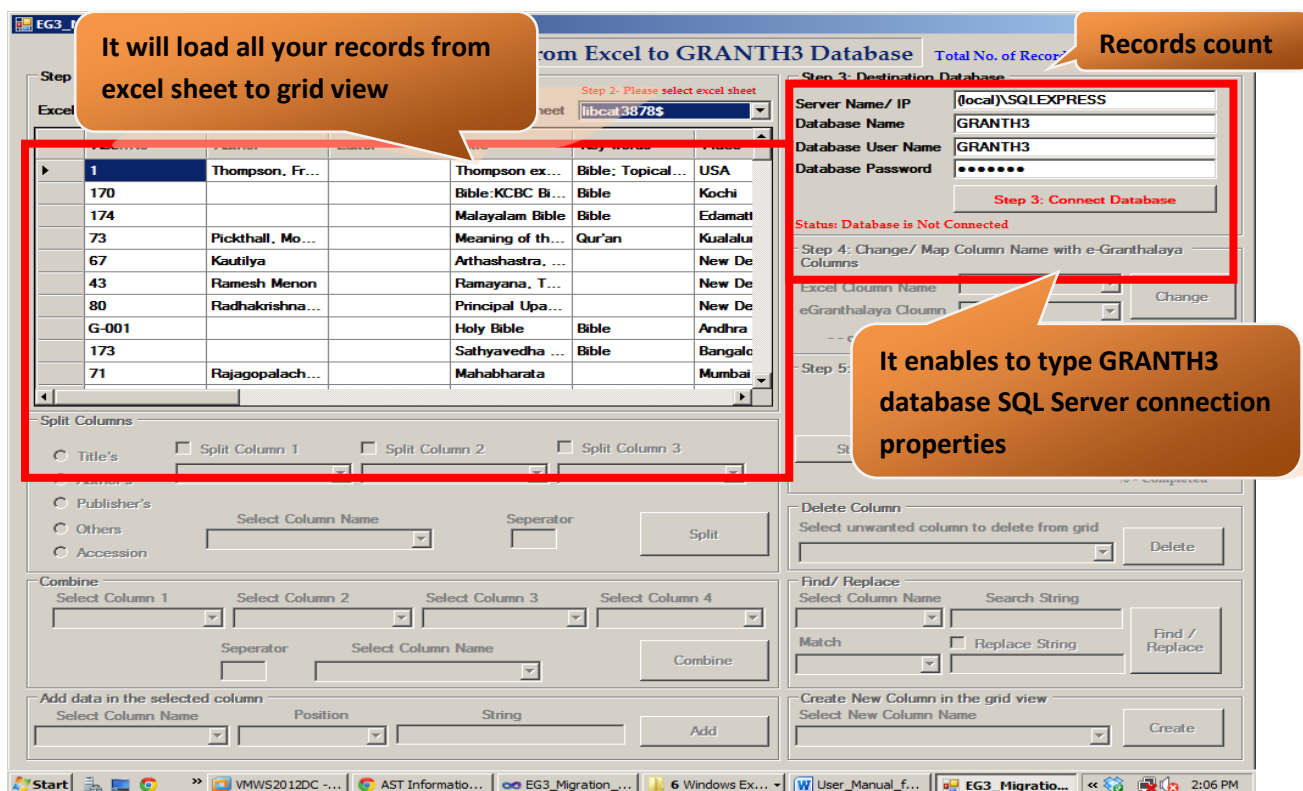 EG3_M
It will load all your records from
excel sheet to grid view
om Excel to GRANTH3 Database
Total No. of Recor
Records count
Step
Excel
Step 2- Please select excel sheet
libcat3878$
Thompson, Fr... Thompson ex... Bible; Topical... USA
1
170 Bible:KCBC Bi... Bible Kochi
174 Malayalam Bible Bible Edamatt
73 Pickthall, Mo... Meaning of th... Qur'an Kualalur
67 Kautilya Arthashastra, ... New De
43 Ramesh Menon Ramayana, T... New De
80 Radhakrishna... Principal Upa... New De
G-001 Holy Bible Bible Andhra
173 Sathyavedha ... Bible Bangalo
71 Rajagopalach... Mahabharata Mumbai
Step 3: Destination Database
Server Name/ IP (local)\SQLEXPRESS
Database Name GRANTH3
Database User Name GRANTH3
Database Password •••••••
Step 3: Connect Database
Status: Database is Not Connected
Step 4: Change/ Map Column Name with e-Granthalaya
Columns
Excel Cloumn Name
Change
eGranthalaya Cloumn
It enables to type GRANTH3
database SQL Server connection
properties
Step 5:
St
% - Completed
Split Columns
Title's
Split Column 1 Split Column 2 Split Column 3
Author's
Publisher's
Others
Accession
Select Column Name Seperator
Split
Delete Column
Select unwanted column to delete from grid
Delete
Combine
Select Column 1 Select Column 2 Select Column 3 Select Column 4
Seperator Select Column Name
Combine
Find/ Replace
Select Column Name Search String
Match Replace String
Find /
Replace
Add data in the selected column
Select Column Name Position String
Add
Create New Column in the grid view
Select New Column Name
Create
Start » VMWS2012DC -... AST Informatio... EG3_Migration_... 6 Windows Ex... User_Manual_f... EG3_Migratio... « 2:06 PM